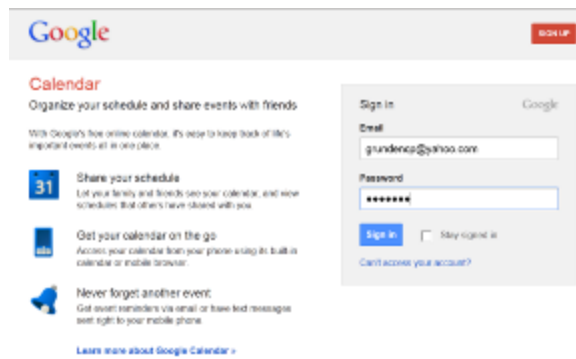 Google
SIGN UP
Calendar
Organize your schedule and share events with friends
With Google's free online calendar, it's easy to keep track of life's
important events all in one place.
31
Share your schedule
Let your family and friends see your calendar, and view
schedules that others have shared with you.
Get your calendar on the go
Access your calendar from your phone using its built-in
calendar or mobile browser.
Never forget another event
Get event reminders via email or have text messages
sent right to your mobile phone.
Learn more about Google Calendar »
Sign in
Google
Email
grundencp@yahoo.com
Password
•••••••
Sign in
Stay signed in
Can't access your account?